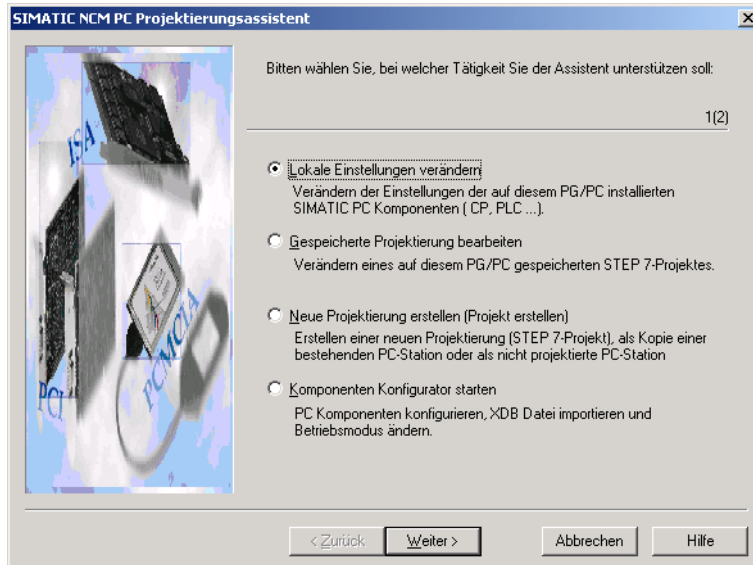 SIMATIC NCM PC Projektierungsassistent
Bitten wählen Sie, bei welcher Tätigkeit Sie der Assistent unterstützen soll:
1(2)
ISA
PCI
PCMCIA
Lokale Einstellungen verändern
Verändern der Einstellungen der auf diesem PG/PC installierten
SIMATIC PC Komponenten ( CP, PLC ...).
Gespeicherte Projektierung bearbeiten
Verändern eines auf diesem PG/PC gespeicherten STEP 7-Projektes.
Neue Projektierung erstellen (Projekt erstellen)
Erstellen einer neuen Projektierung (STEP 7-Projekt), als Kopie einer
bestehenden PC-Station oder als nicht projektierte PC-Station
Komponenten Konfigurator starten
PC Komponenten konfigurieren, XDB Datei importieren und
Betriebsmodus ändern.
< Zurück
Weiter >
Abbrechen
Hilfe